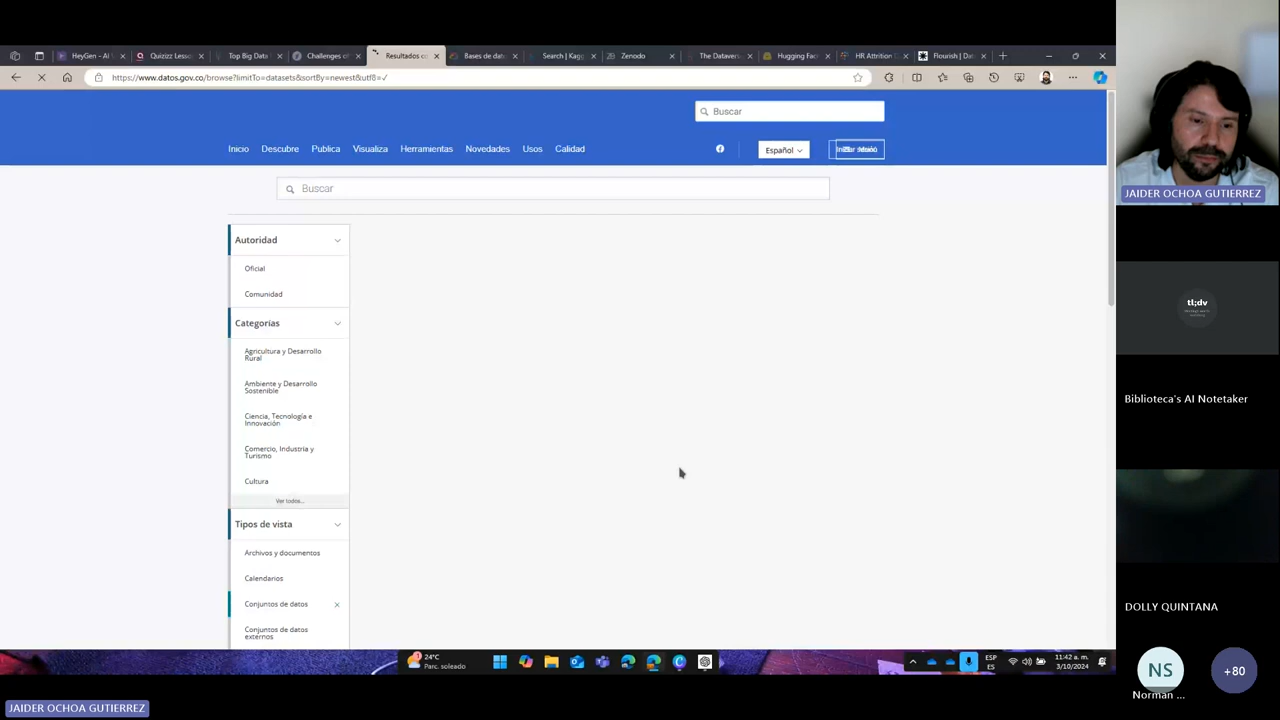 HeyGen - AI V
Quizizz Less
Top Big Data
Challenges of
Resultados co
Bases de dat
Search | Kagg
Zenodo
The Dataver
Hugging Fac
HR Attrition D
Flourish | Dat
https://www.datos.gov.co/browse?limitTo=datasets&sortBy=newest&utf8=✓
Buscar
Inicio
Descubre
Publica
Visualiza
Herramientas
Novedades
Usos
Calidad
Español
Buscar
Autoridad
Oficial
Comunidad
Categorías
Agricultura y Desarrollo
Rural
Ambiente y Desarrollo
Sostenible
Ciencia, Tecnología e
Innovación
Comercio, Industria y
Turismo
Cultura
Ver todos...
Tipos de vista
Archivos y documentos
Calendarios
Conjuntos de datos
Conjuntos de datos
externos
24°C
Parc. soleado
ESP
ES
11:42 a. m.
3/10/2024
JAIDER OCHOA GUTIERREZ
JAIDER OCHOA GUTIERREZ
tl;dv
Biblioteca's AI Notetaker
DOLLY QUINTANA
NS
Norman ...
+80